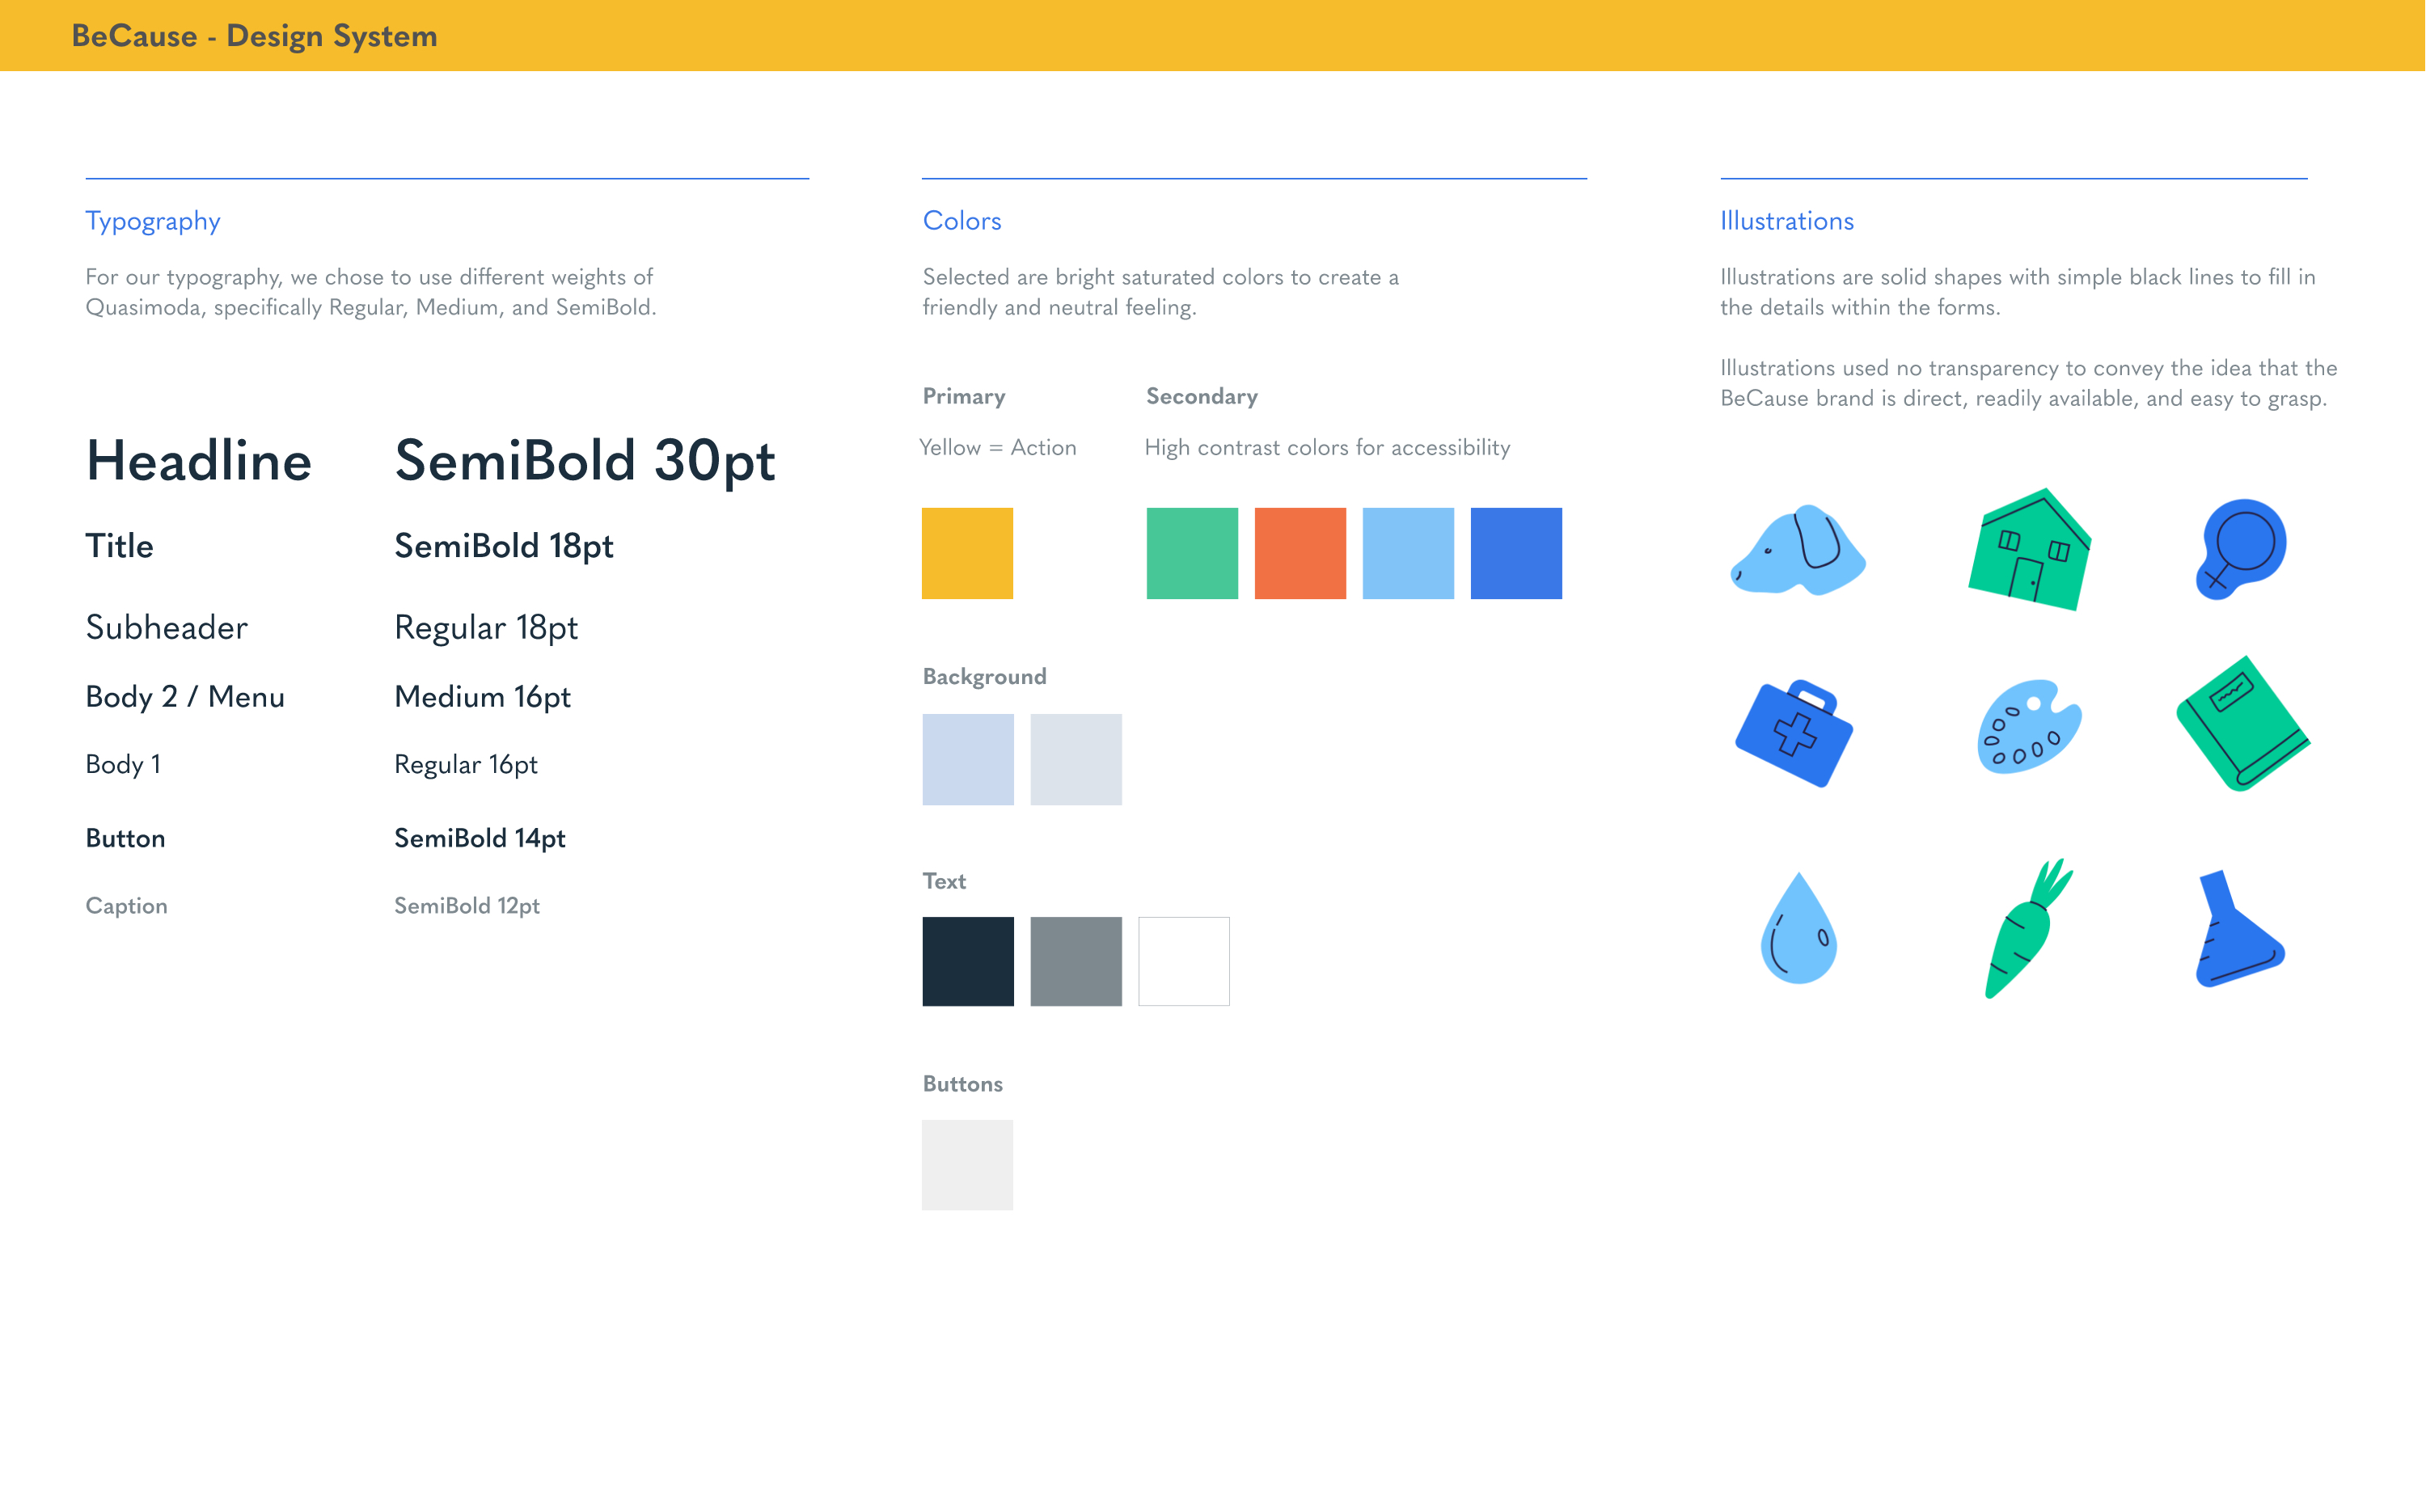 BeCause - Design System
Typography
For our typography, we chose to use different weights of
Quasimoda, specifically Regular, Medium, and SemiBold.
Headline SemiBold 30pt
Title SemiBold 18pt
Subheader Regular 18pt
Body 2 / Menu Medium 16pt
Body 1 Regular 16pt
Button SemiBold 14pt
Caption SemiBold 12pt
Colors
Selected are bright saturated colors to create a
friendly and neutral feeling.
Primary Secondary
Yellow = Action High contrast colors for accessibility
Background
Text
Buttons
Illustrations
Illustrations are solid shapes with simple black lines to fill in
the details within the forms.
Illustrations used no transparency to convey the idea that the
BeCause brand is direct, readily available, and easy to grasp.